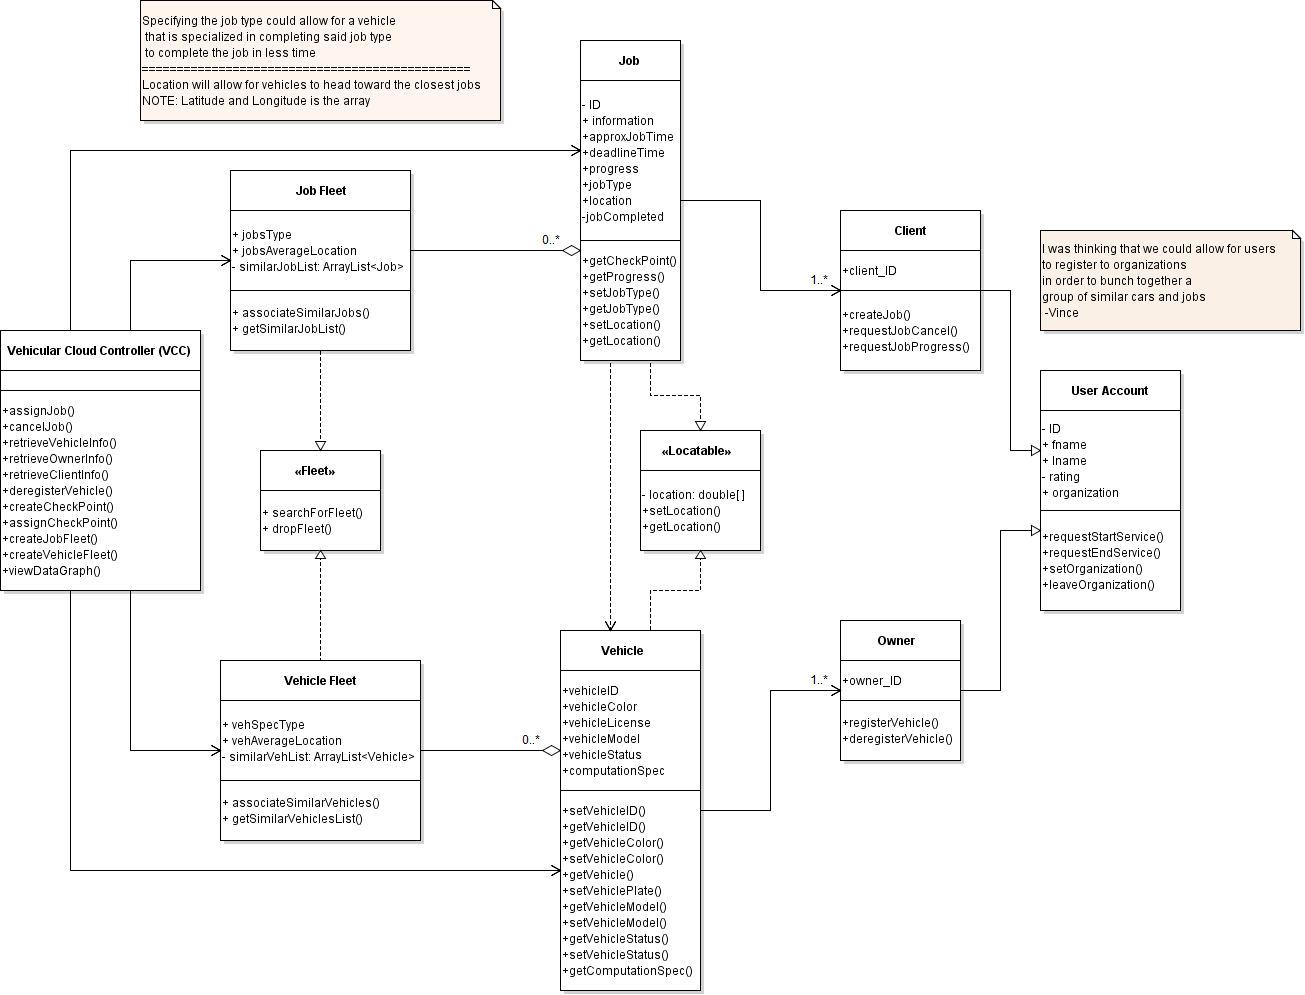 Specifying the job type could allow for a vehicle
that is specialized in completing said job type
to complete the job in less time
===============================================
Location will allow for vehicles to head toward the closest jobs
NOTE: Latitude and Longitude is the array
Job
- ID
+ information
+approxJobTime
+deadlineTime
+progress
+jobType
+location
-jobCompleted
+getCheckPoint()
+getProgress()
+setJobType()
+getJobType()
+setLocation()
+getLocation()
Job Fleet
+ jobsType
+ jobsAverageLocation
- similarJobList: ArrayList<Job>
+ associateSimilarJobs()
+ getSimilarJobList()
0..*
Client
+client_ID
+createJob()
+requestJobCancel()
+requestJobProgress()
1..*
I was thinking that we could allow for users
to register to organizations
in order to bunch together a
group of similar cars and jobs
-Vince
Vehicular Cloud Controller (VCC)
+assignJob()
+cancelJob()
+retrieveVehicleInfo()
+retrieveOwnerInfo()
+retrieveClientInfo()
+deregisterVehicle()
+createCheckPoint()
+assignCheckPoint()
+createJobFleet()
+createVehicleFleet()
+viewDataGraph()
«Fleet»
+ searchForFleet()
+ dropFleet()
«Locatable»
- location: double[]
+setLocation()
+getLocation()
User Account
- ID
+ fname
+ lname
- rating
+ organization
+requestStartService()
+requestEndService()
+setOrganization()
+leaveOrganization()
Vehicle Fleet
+ vehSpecType
+ vehAverageLocation
- similarVehList: ArrayList<Vehicle>
+ associateSimilarVehicles()
+ getSimilarVehiclesList()
0..*
Vehicle
+vehicleID
+vehicleColor
+vehicleLicense
+vehicleModel
+vehicleStatus
+computationSpec
+setVehicleID()
+getVehicleID()
+getVehicleColor()
+setVehicleColor()
+getVehicle()
+setVehiclePlate()
+getVehicleModel()
+setVehicleModel()
+getVehicleStatus()
+setVehicleStatus()
+getComputationSpec()
1..*
Owner
+owner_ID
+registerVehicle()
+deregisterVehicle()